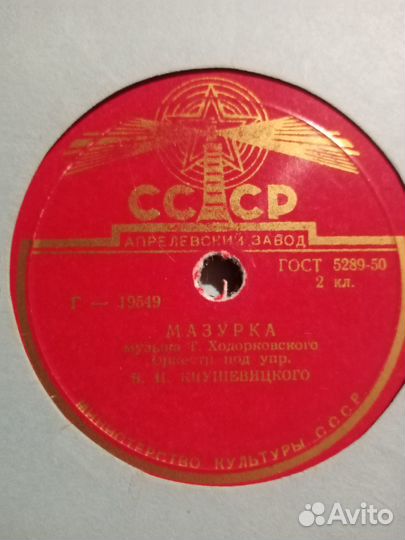 СССР
АПРЕЛЕВСКИЙ ЗАВОД
ГОСТ 5289-50
2 кл.
Г — 19549
МАЗУРКА
музыка Т. Ходорковского
Оркестр под упр.
В. Н. КНУШЕВИЦКОГО
МИНИСТЕРСТВО КУЛЬТУРЫ СССР
Avito